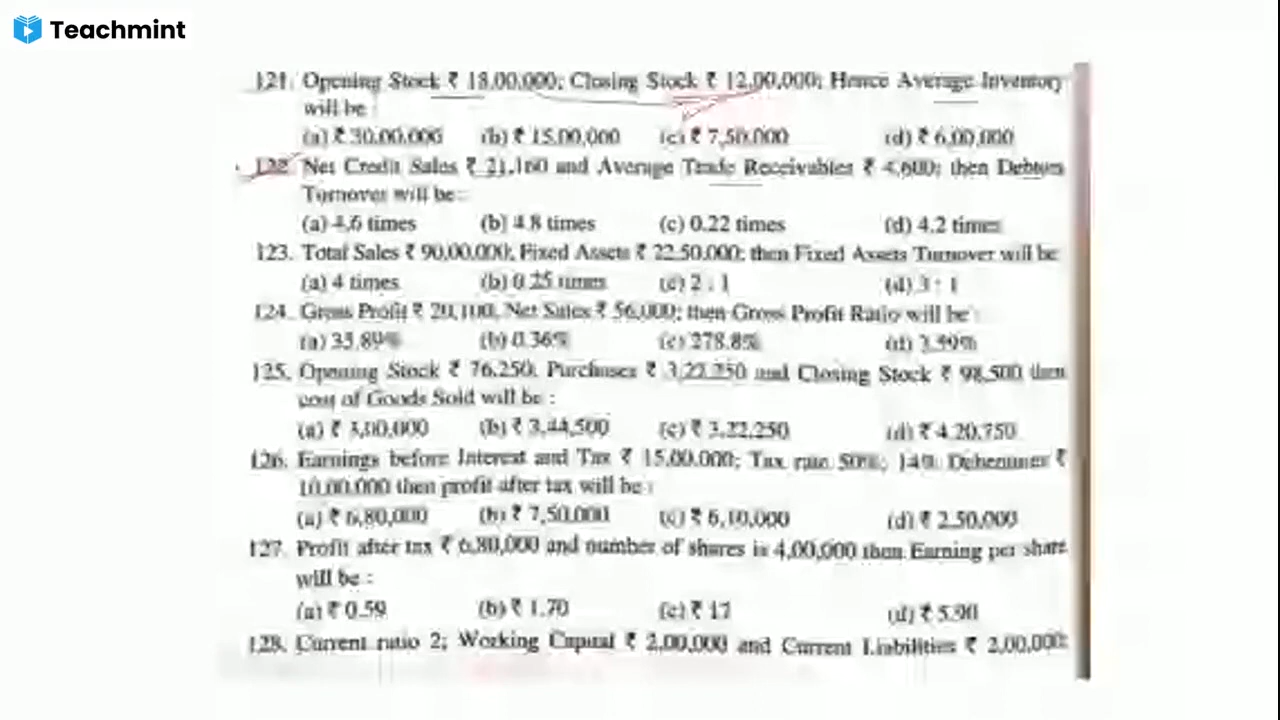 Teachmint
121. Opening Stock ₹ 18,00,000; Closing Stock ₹ 12,00,000; Hence Average Inventory
will be :
(a) ₹ 30,00,000 (b) ₹ 15,00,000 (c) ₹ 7,50,000 (d) ₹ 6,00,000
122. Net Credit Sales ₹ 21,160 and Average Trade Receivables ₹ 4,600; then Debtors
Turnover will be :
(a) 4.6 times (b) 4.8 times (c) 0.22 times (d) 4.2 times
123. Total Sales ₹ 90,00,000; Fixed Assets ₹ 22,50,000; then Fixed Assets Turnover will be
(a) 4 times (b) 0.25 times (c) 2 : 1 (d) 3 : 1
124. Gross Profit ₹ 20,100, Net Sales ₹ 56,000; then Gross Profit Ratio will be :
(a) 35.89% (b) 0.36% (c) 278.8% (d) 3.59%
125. Opening Stock ₹ 76,250, Purchases ₹ 3,22,250 and Closing Stock ₹ 98,500 then
cost of Goods Sold will be :
(a) ₹ 3,00,000 (b) ₹ 3,44,500 (c) ₹ 3,22,250 (d) ₹ 4,20,750
126. Earnings before Interest and Tax ₹ 15,00,000; Tax rate 50%; 14% Debentures ₹
10,00,000 then profit after tax will be :
(a) ₹ 6,80,000 (b) ₹ 7,50,000 (c) ₹ 6,10,000 (d) ₹ 2,50,000
127. Profit after tax ₹ 6,80,000 and number of shares is 4,00,000 then Earning per share
will be :
(a) ₹ 0.59 (b) ₹ 1.70 (c) ₹ 17 (d) ₹ 5.90
128. Current ratio 2; Working Capital ₹ 2,00,000 and Current Liabilities ₹ 2,00,000;